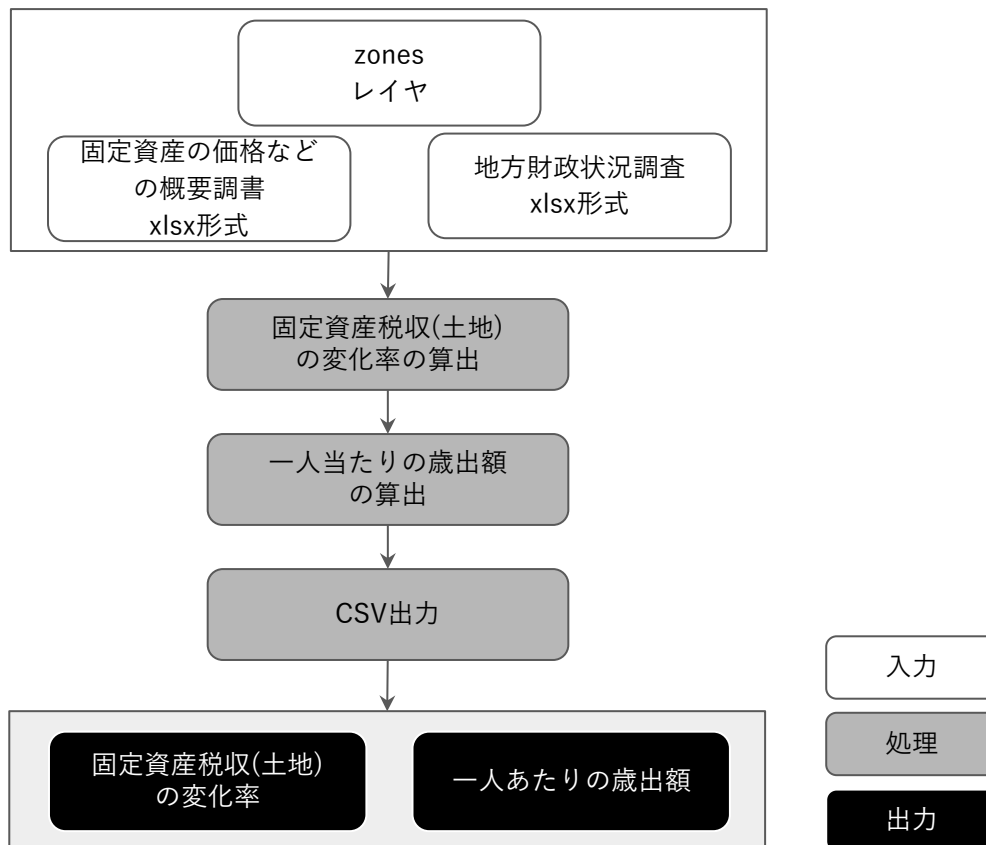 zones
レイヤ
固定資産の価格など
の概要調書
xlsx形式
地方財政状況調査
xlsx形式
固定資産税収(土地)
の変化率の算出
一人当たりの歳出額
の算出
CSV出力
固定資産税収(土地)
の変化率
一人あたりの歳出額
入力
処理
出力